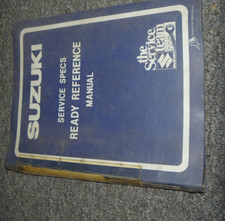 SUZUKI
SERVICE SPECS
READY REFERENCE
MANUAL
the
Service
Team